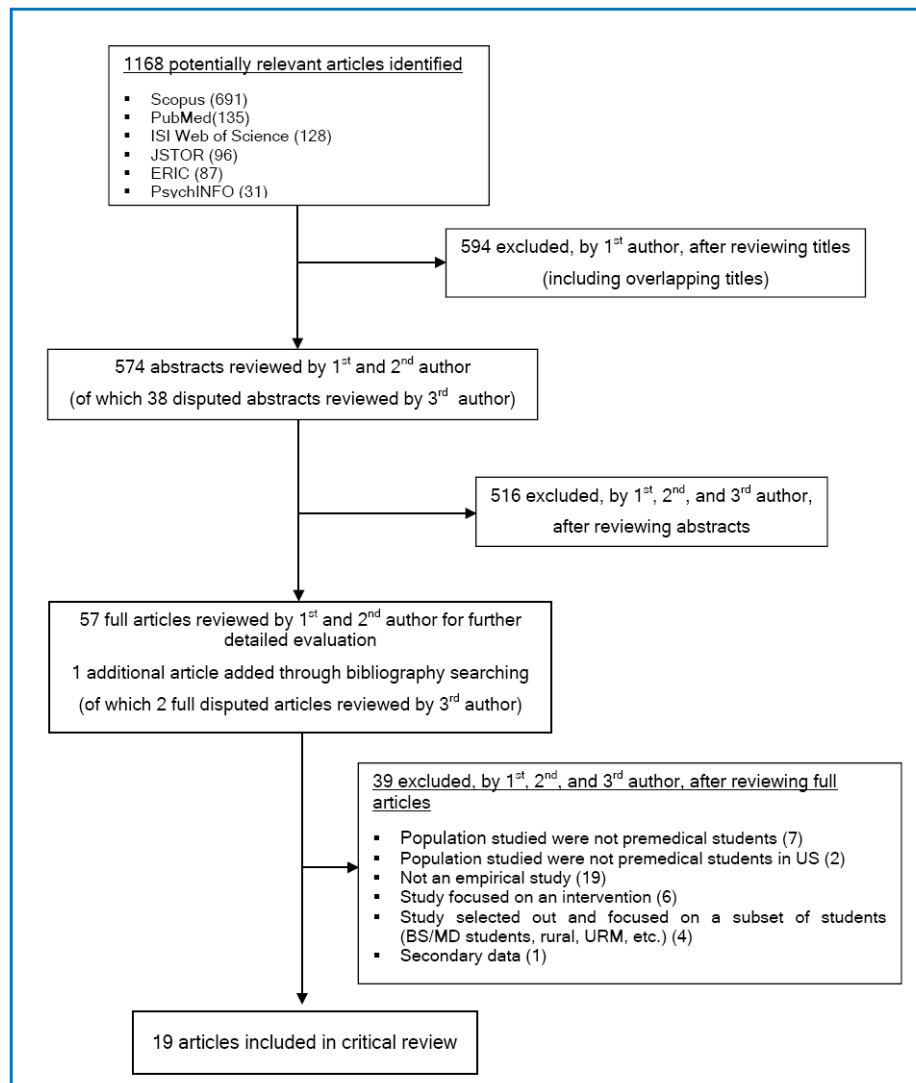 1168 potentially relevant articles identified
▪ Scopus (691)
▪ PubMed(135)
▪ ISI Web of Science (128)
▪ JSTOR (96)
▪ ERIC (87)
▪ PsychINFO (31)
594 excluded, by 1st author, after reviewing titles
(including overlapping titles)
574 abstracts reviewed by 1st and 2nd author
(of which 38 disputed abstracts reviewed by 3rd author)
516 excluded, by 1st, 2nd, and 3rd author,
after reviewing abstracts
57 full articles reviewed by 1st and 2nd author for further
detailed evaluation
1 additional article added through bibliography searching
(of which 2 full disputed articles reviewed by 3rd author)
39 excluded, by 1st, 2nd, and 3rd author, after reviewing full
articles
▪ Population studied were not premedical students (7)
▪ Population studied were not premedical students in US (2)
▪ Not an empirical study (19)
▪ Study focused on an intervention (6)
▪ Study selected out and focused on a subset of students
(BS/MD students, rural, URM, etc.) (4)
▪ Secondary data (1)
19 articles included in critical review